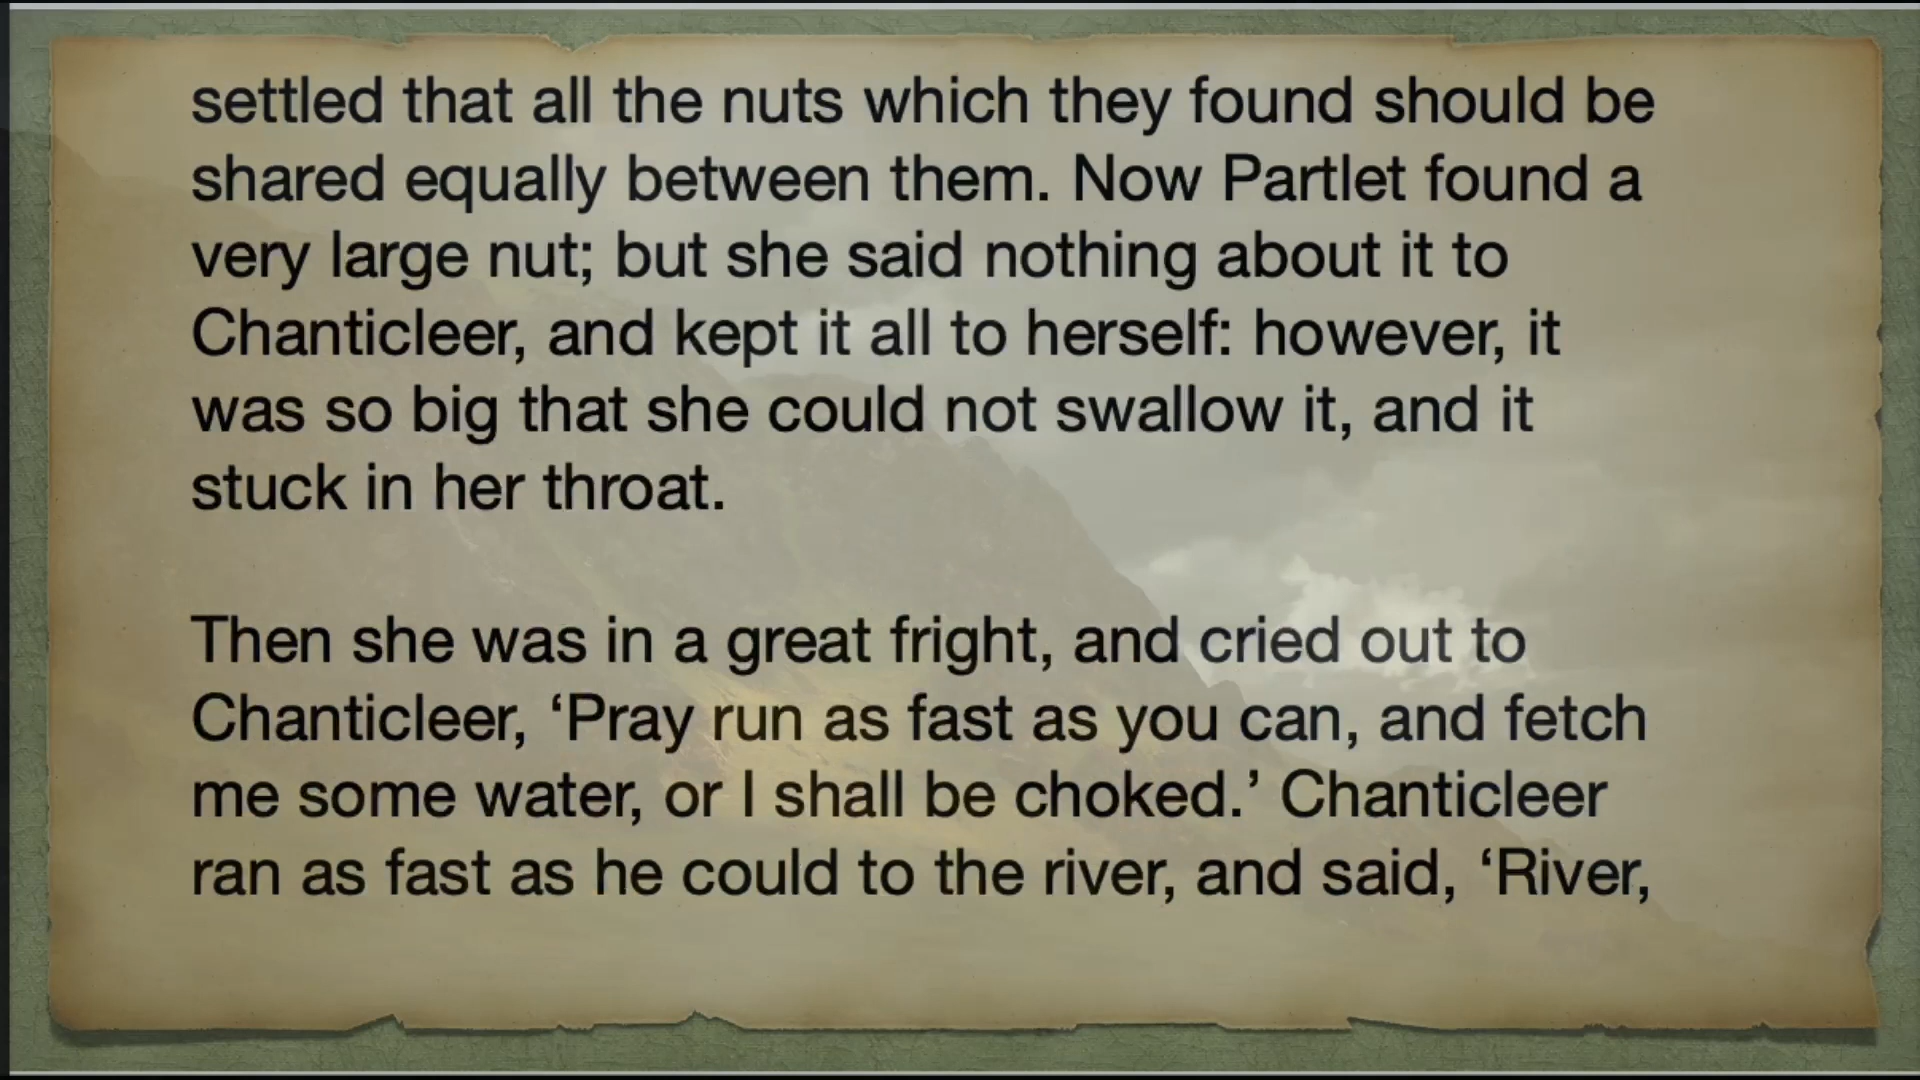 settled that all the nuts which they found should be
shared equally between them. Now Partlet found a
very large nut; but she said nothing about it to
Chanticleer, and kept it all to herself: however, it
was so big that she could not swallow it, and it
stuck in her throat.
Then she was in a great fright, and cried out to
Chanticleer, ‘Pray run as fast as you can, and fetch
me some water, or I shall be choked.’ Chanticleer
ran as fast as he could to the river, and said, ‘River,